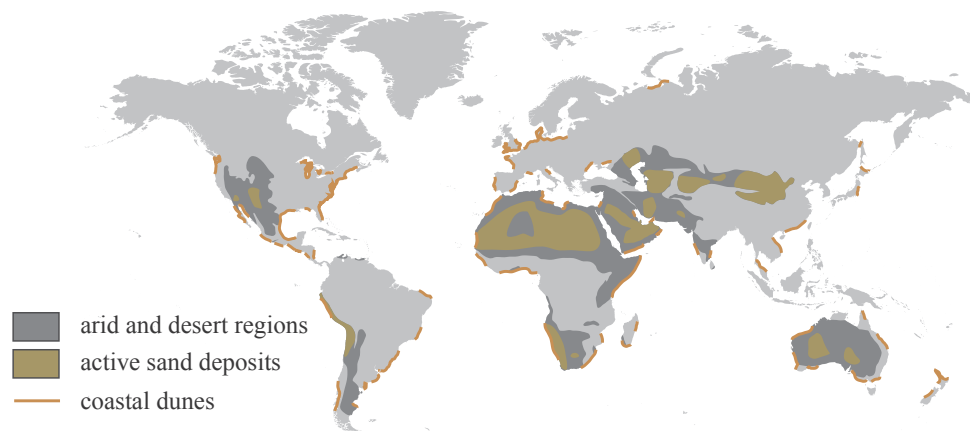 arid and desert regions
active sand deposits
coastal dunes